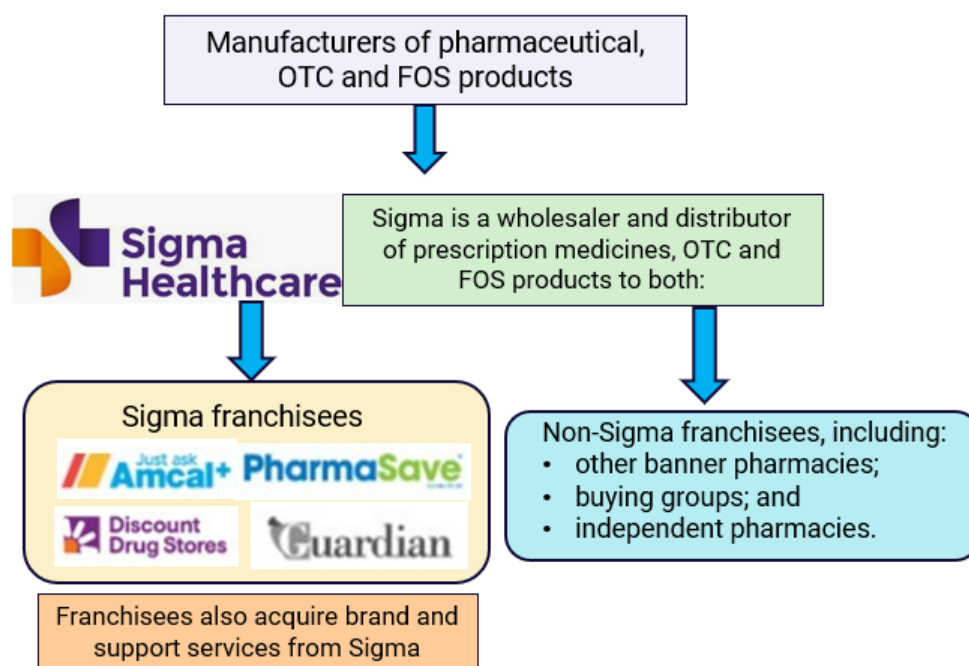 Manufacturers of pharmaceutical,
OTC and FOS products
Sigma
Healthcare
Sigma is a wholesaler and distributor
of prescription medicines, OTC and
FOS products to both:
Sigma franchisees
Just ask
Amcal+
PharmaSave
Discount
Drug Stores
Guardian
Non-Sigma franchisees, including:
• other banner pharmacies;
• buying groups; and
• independent pharmacies.
Franchisees also acquire brand and
support services from Sigma